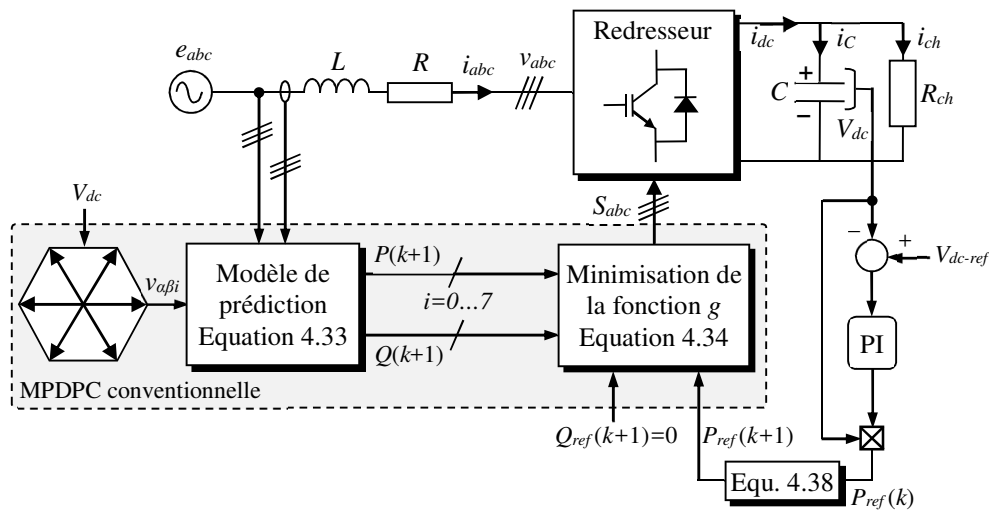 e_abc
L
R
i_abc
v_abc
Redresseur
i_dc
i_C
i_ch
+
C
−
V_dc
R_ch
S_abc
V_dc
v_αβi
Modèle de
prédiction
Equation 4.33
P(k+1)
i=0...7
Q(k+1)
Minimisation de
la fonction g
Equation 4.34
−
+
V_dc-ref
PI
MPDPC conventionnelle
Q_ref(k+1)=0
P_ref(k+1)
Equ. 4.38
P_ref(k)